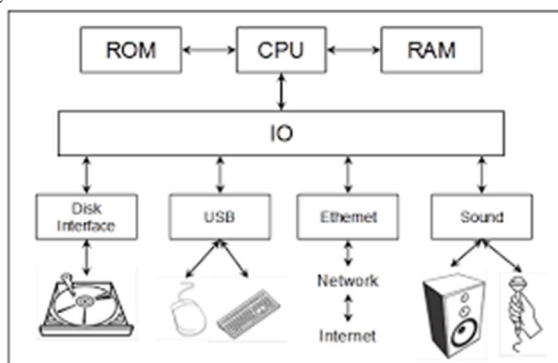 ROM
CPU
RAM
IO
Disk
Interface
USB
Ethernet
Sound
Network
Internet